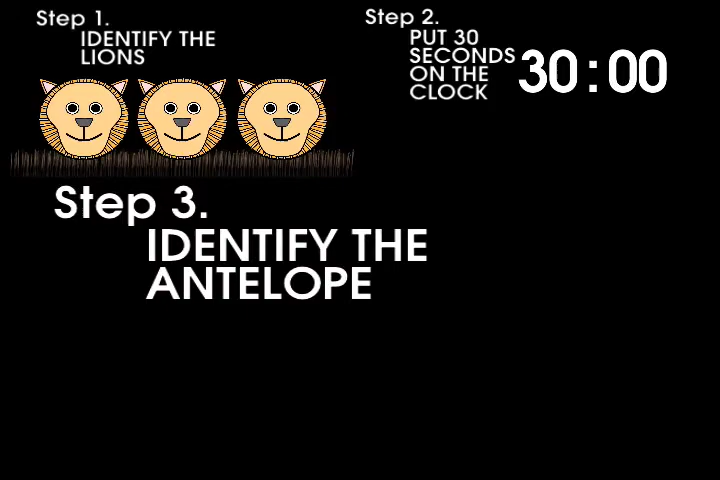 Step 1.
IDENTIFY THE
LIONS
Step 2.
PUT 30
SECONDS
ON THE
CLOCK
30:00
Step 3.
IDENTIFY THE
ANTELOPE